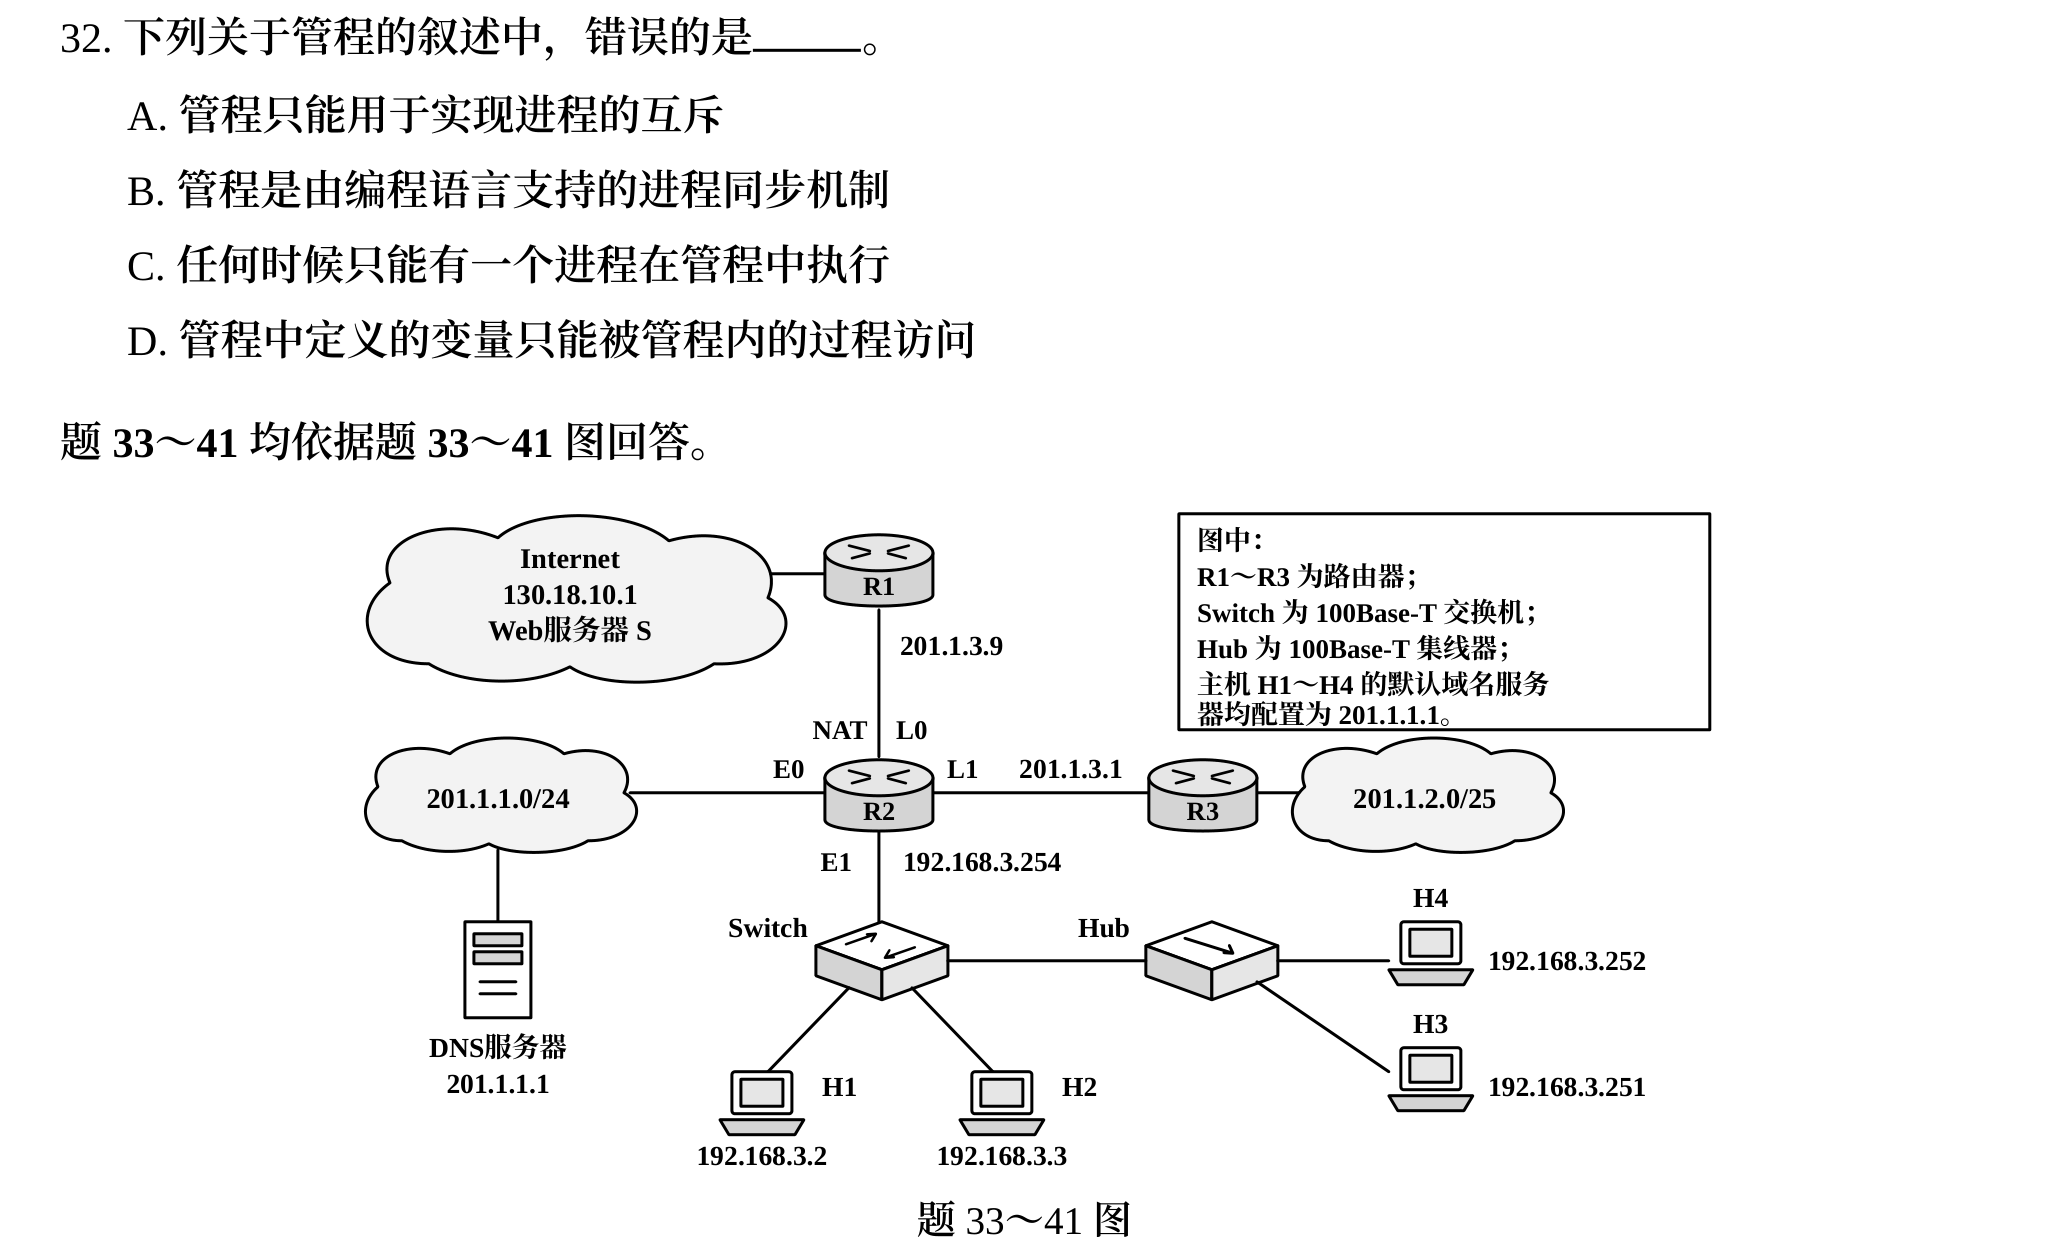 32. 下列关于管程的叙述中，错误的是_____。
A. 管程只能用于实现进程的互斥
B. 管程是由编程语言支持的进程同步机制
C. 任何时候只能有一个进程在管程中执行
D. 管程中定义的变量只能被管程内的过程访问
题 33～41 均依据题 33～41 图回答。
Internet
130.18.10.1
Web服务器 S
R1
图中：
R1～R3 为路由器；
Switch 为 100Base-T 交换机；
Hub 为 100Base-T 集线器；
主机 H1～H4 的默认域名服务
器均配置为 201.1.1.1。
201.1.3.9
NAT L0
E0
L1
201.1.3.1
201.1.1.0/24
R2
R3
201.1.2.0/25
E1
192.168.3.254
Switch
Hub
H4
192.168.3.252
H3
192.168.3.251
DNS服务器
201.1.1.1
H1
H2
192.168.3.2
192.168.3.3
题 33～41 图